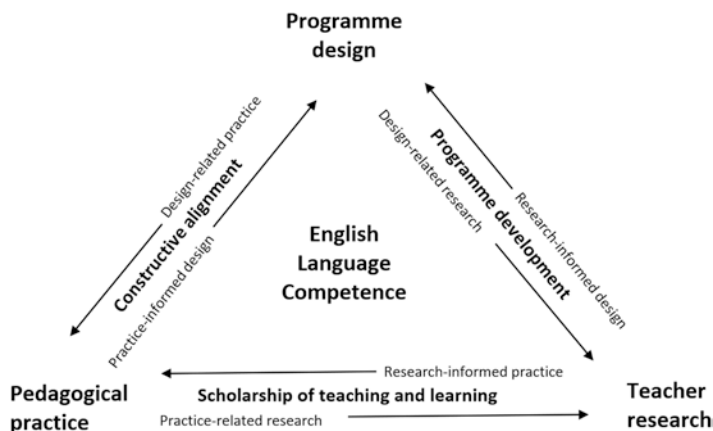 Programme
design
Design-related practice
Constructive alignment
Practice-informed design
Design-related research
Programme development
Research-informed design
English
Language
Competence
Pedagogical
practice
Research-informed practice
Scholarship of teaching and learning
Practice-related research
Teacher
research